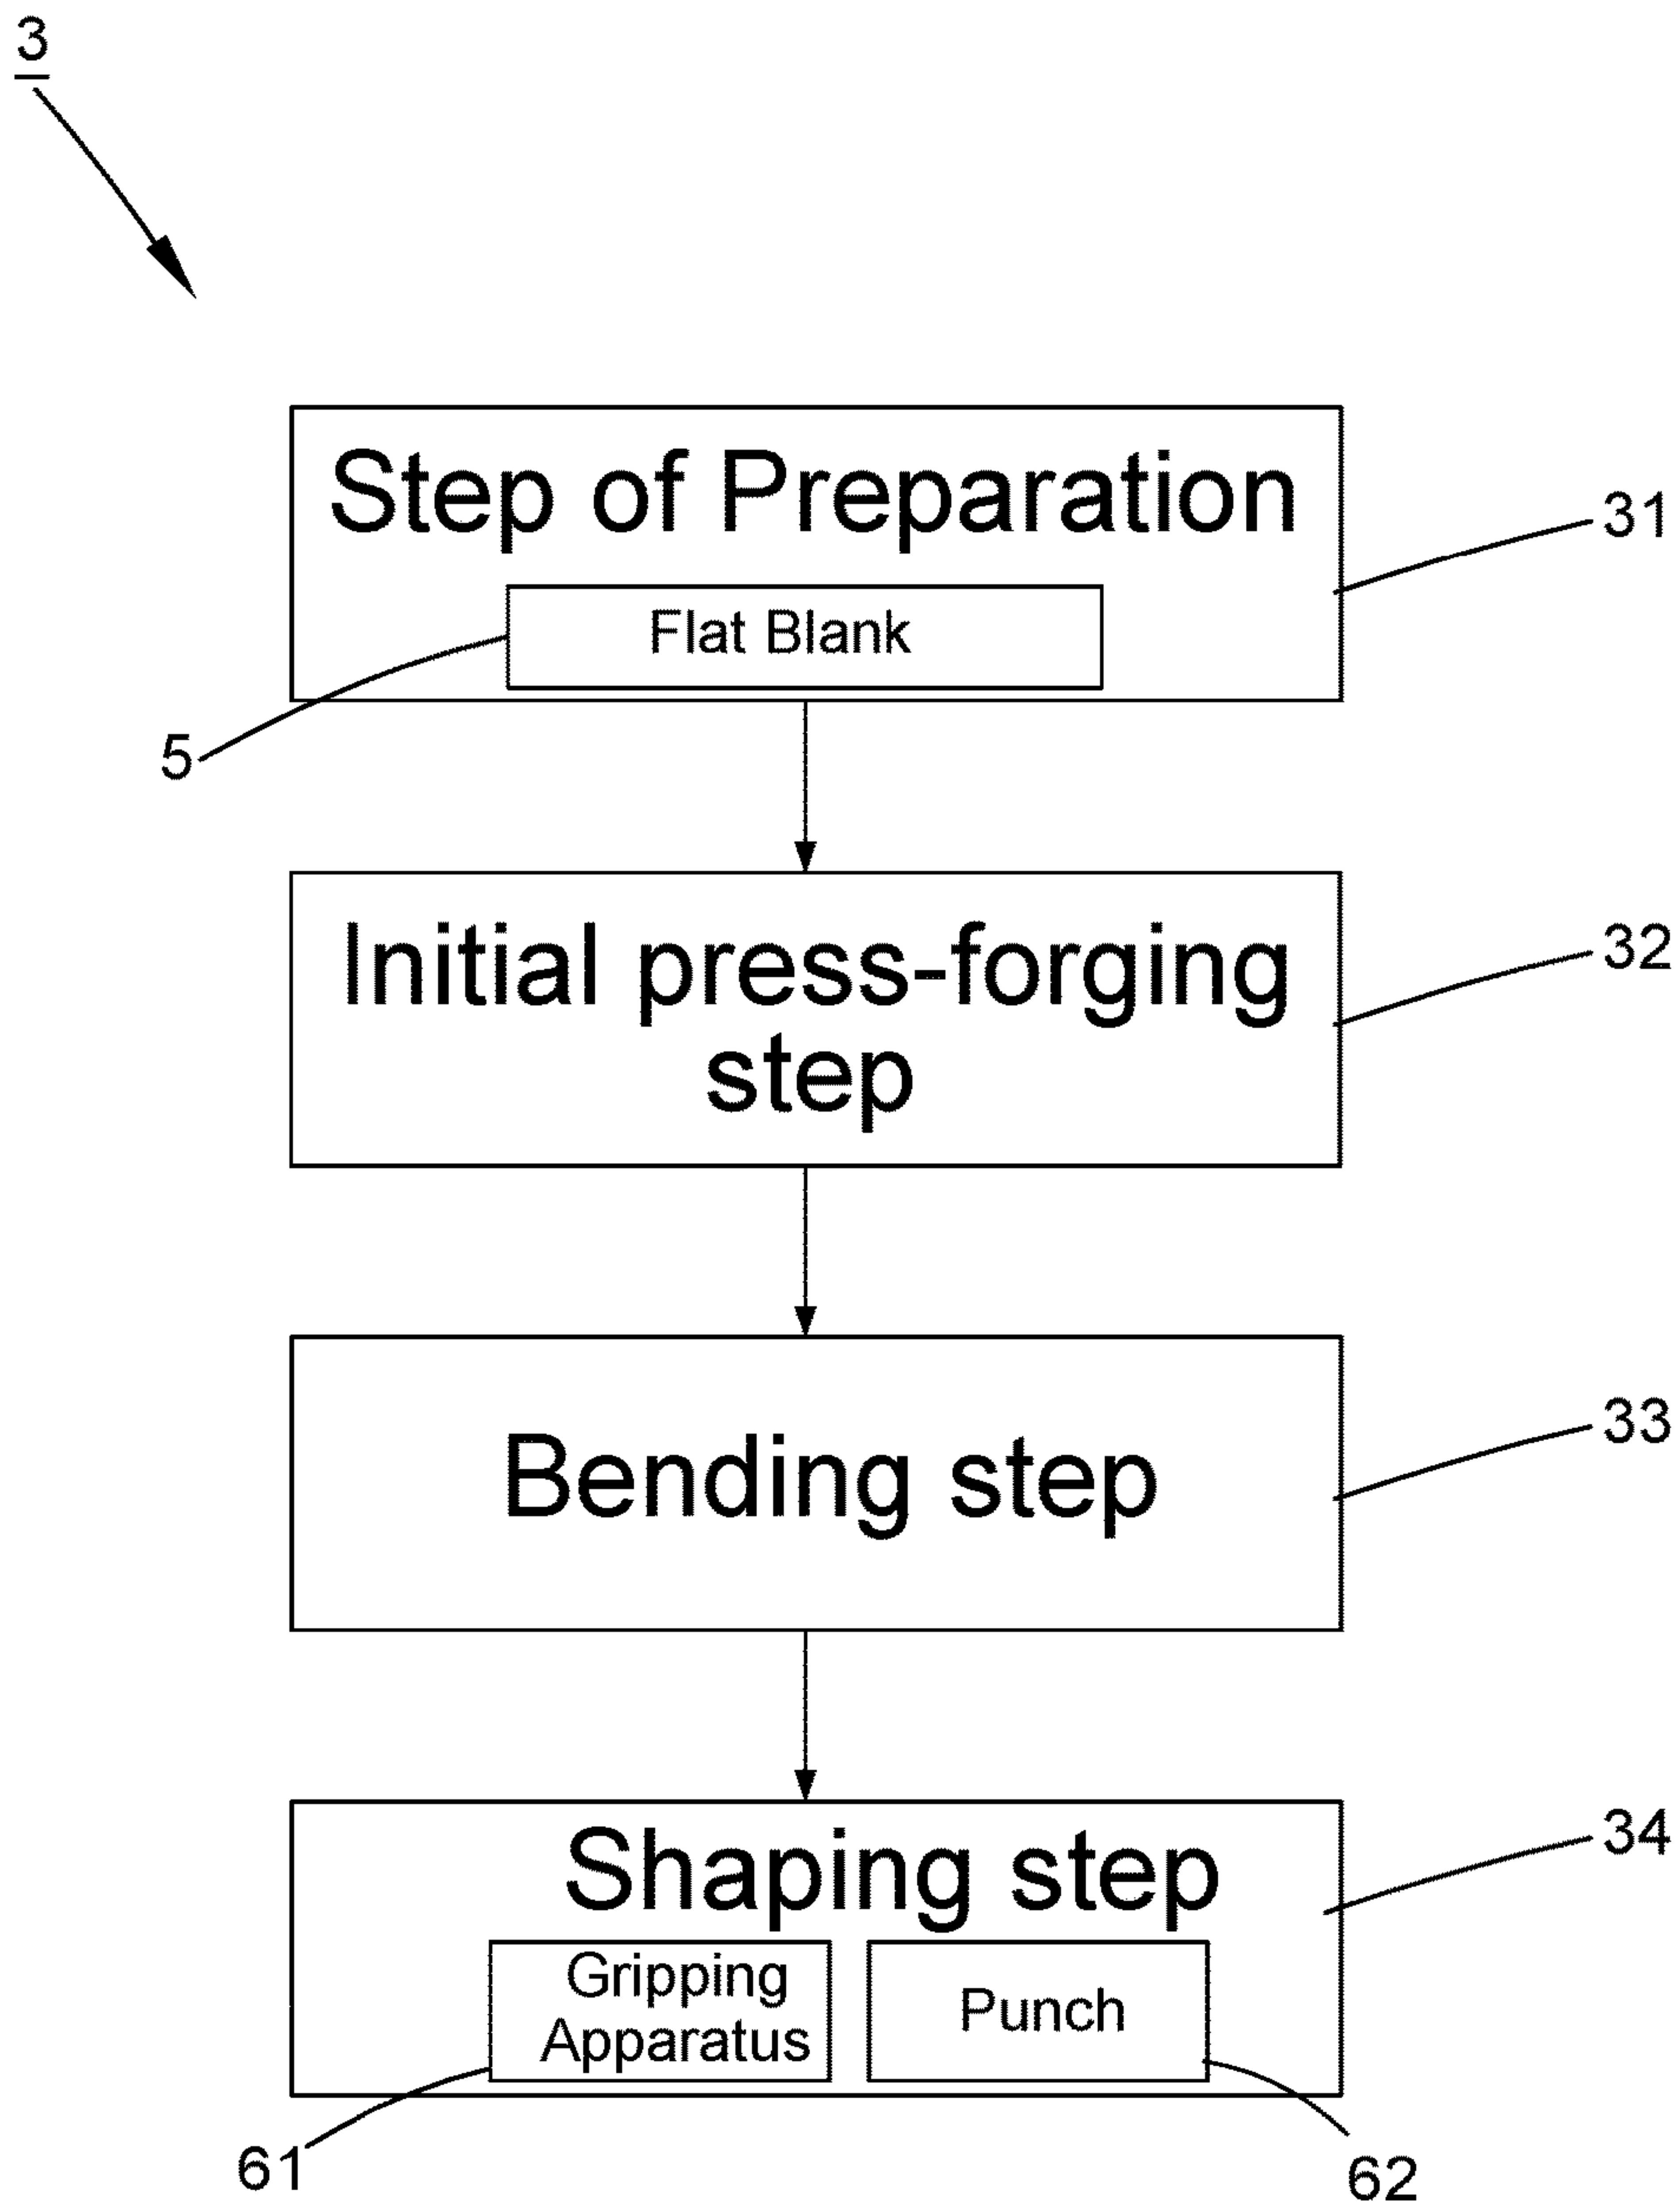 3
Step of Preparation
31
Flat Blank
5
Initial press-forging
step
32
Bending step
33
Shaping step
34
Gripping
Apparatus
Punch
61
62